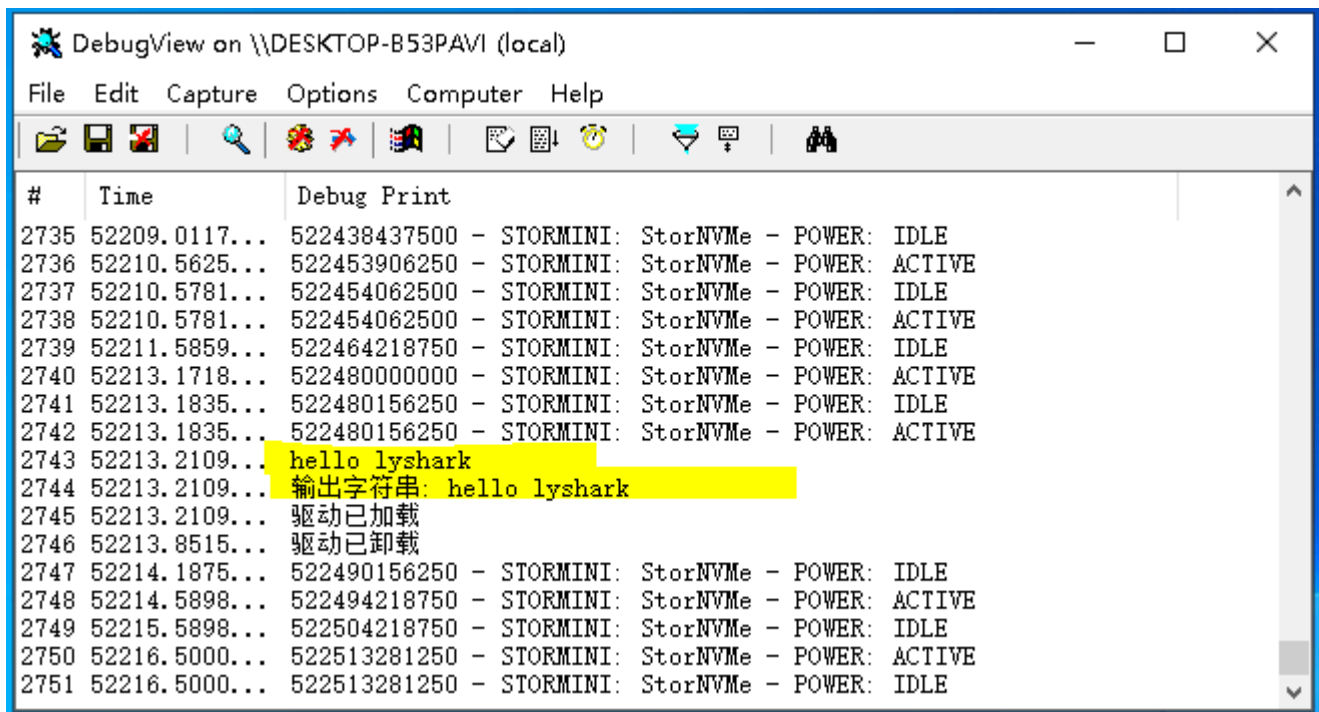 DebugView on \\DESKTOP-B53PAVI (local)
File Edit Capture Options Computer Help
# Time Debug Print
2735 52209.0117... 522438437500 - STORMINI: StorNVMe - POWER: IDLE
2736 52210.5625... 522453906250 - STORMINI: StorNVMe - POWER: ACTIVE
2737 52210.5781... 522454062500 - STORMINI: StorNVMe - POWER: IDLE
2738 52210.5781... 522454062500 - STORMINI: StorNVMe - POWER: ACTIVE
2739 52211.5859... 522464218750 - STORMINI: StorNVMe - POWER: IDLE
2740 52213.1718... 522480000000 - STORMINI: StorNVMe - POWER: ACTIVE
2741 52213.1835... 522480156250 - STORMINI: StorNVMe - POWER: IDLE
2742 52213.1835... 522480156250 - STORMINI: StorNVMe - POWER: ACTIVE
2743 52213.2109... hello lyshark
2744 52213.2109... 输出字符串: hello lyshark
2745 52213.2109... 驱动已加载
2746 52213.8515... 驱动已卸载
2747 52214.1875... 522490156250 - STORMINI: StorNVMe - POWER: IDLE
2748 52214.5898... 522494218750 - STORMINI: StorNVMe - POWER: ACTIVE
2749 52215.5898... 522504218750 - STORMINI: StorNVMe - POWER: IDLE
2750 52216.5000... 522513281250 - STORMINI: StorNVMe - POWER: ACTIVE
2751 52216.5000... 522513281250 - STORMINI: StorNVMe - POWER: IDLE